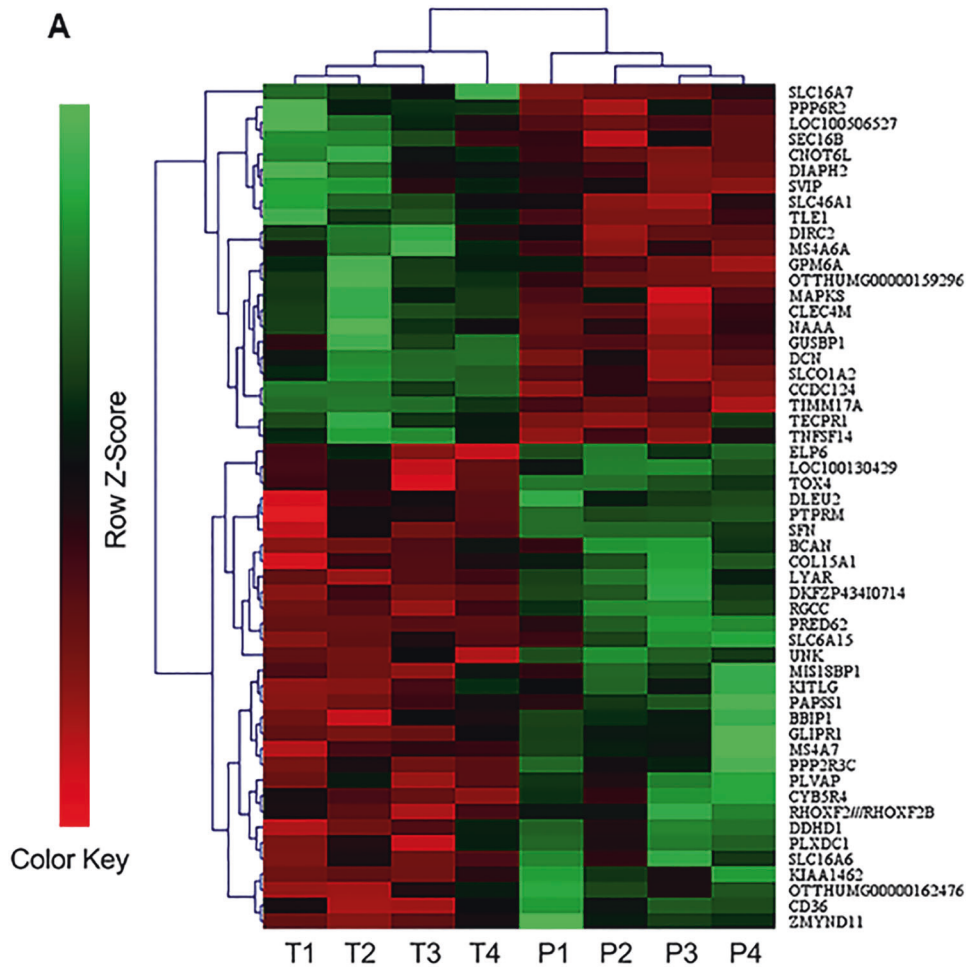 A
SLC16A7
PPP6R2
LOC100506527
SEC16B
CNOT6L
DIAPH2
SVIP
SLC46A1
TLE1
DIRC2
MS4A6A
GPM6A
OTTHUMG00000159296
MAPK8
CLEC4M
NAAA
GUSBP1
DCN
SLCO1A2
CCDC124
TIMM17A
TECPR1
TNFSF14
ELP6
LOC100130429
TOX4
DLEU2
PTPRM
SFN
BCAN
COL15A1
LYAR
DKFZP434I0714
RGCC
PRED62
SLC6A15
UNK
MIS18BP1
KITLG
PAPSS1
BBIP1
GLIPR1
MS4A7
PPP2R3C
PLVAP
CYB5R4
RHOXF2///RHOXF2B
DDHD1
PLXDC1
SLC16A6
KIAA1462
OTTHUMG00000162476
CD36
ZMYND11
Row Z-Score
Color Key
T1 T2 T3 T4 P1 P2 P3 P4